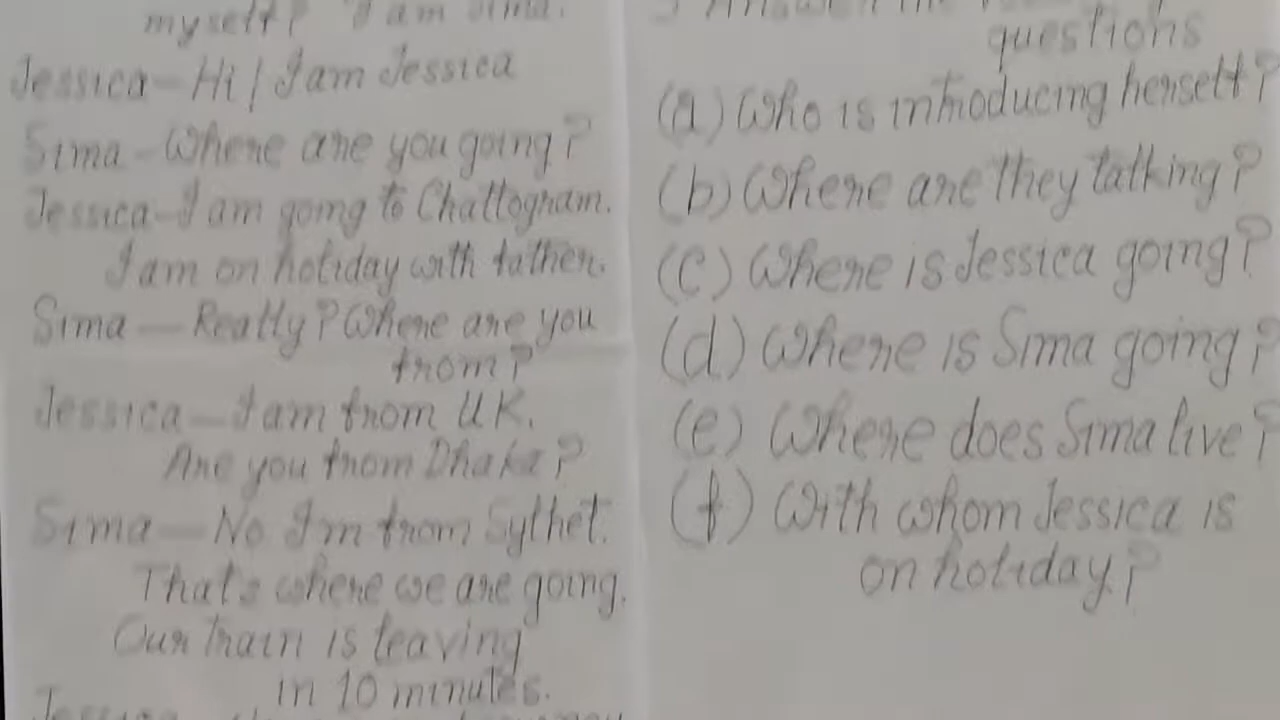 myself? I am Sima.
Jessica-Hi! I am Jessica
Sima-Where are you going?
Jessica-I am going to Chattogram.
I am on holiday with father.
Sima-Really? Where are you
from?
Jessica-I am from UK.
Are you from Dhaka?
Sima-No I'm from Sylhet.
That's where we are going.
Our train is leaving
in 10 minutes.
Answer the
questions
(a) Who is introducing herself?
(b) Where are they talking?
(c) Where is Jessica going?
(d) Where is Sima going?
(e) Where does Sima live?
(f) With whom Jessica is
on holiday?